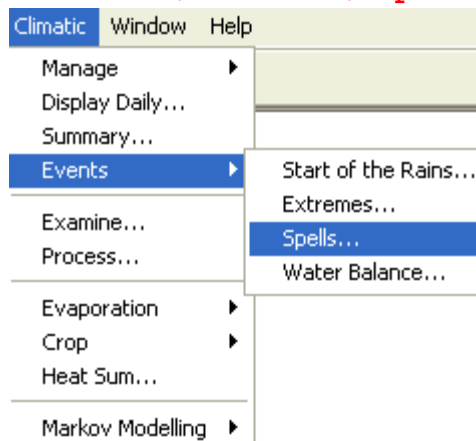 Climatic Window Help
Manage
Display Daily...
Summary...
Events
Start of the Rains...
Extremes...
Spells...
Water Balance...
Examine...
Process...
Evaporation
Crop
Heat Sum...
Markov Modelling